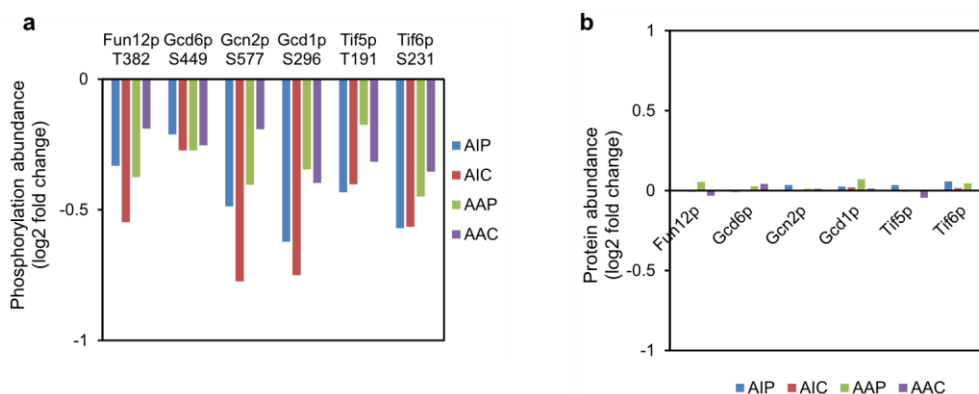 a
Fun12p Gcd6p Gcn2p Gcd1p Tif5p Tif6p
T382 S449 S577 S296 T191 S231
0
-0.5
-1
Phosphorylation abundance
(log2 fold change)
AIP
AIC
AAP
AAC
b
1
0.5
0
-0.5
-1
Protein abundance
(log2 fold change)
Fun12p
Gcd6p
Gcn2p
Gcd1p
Tif5p
Tif6p
AIP AIC AAP AAC